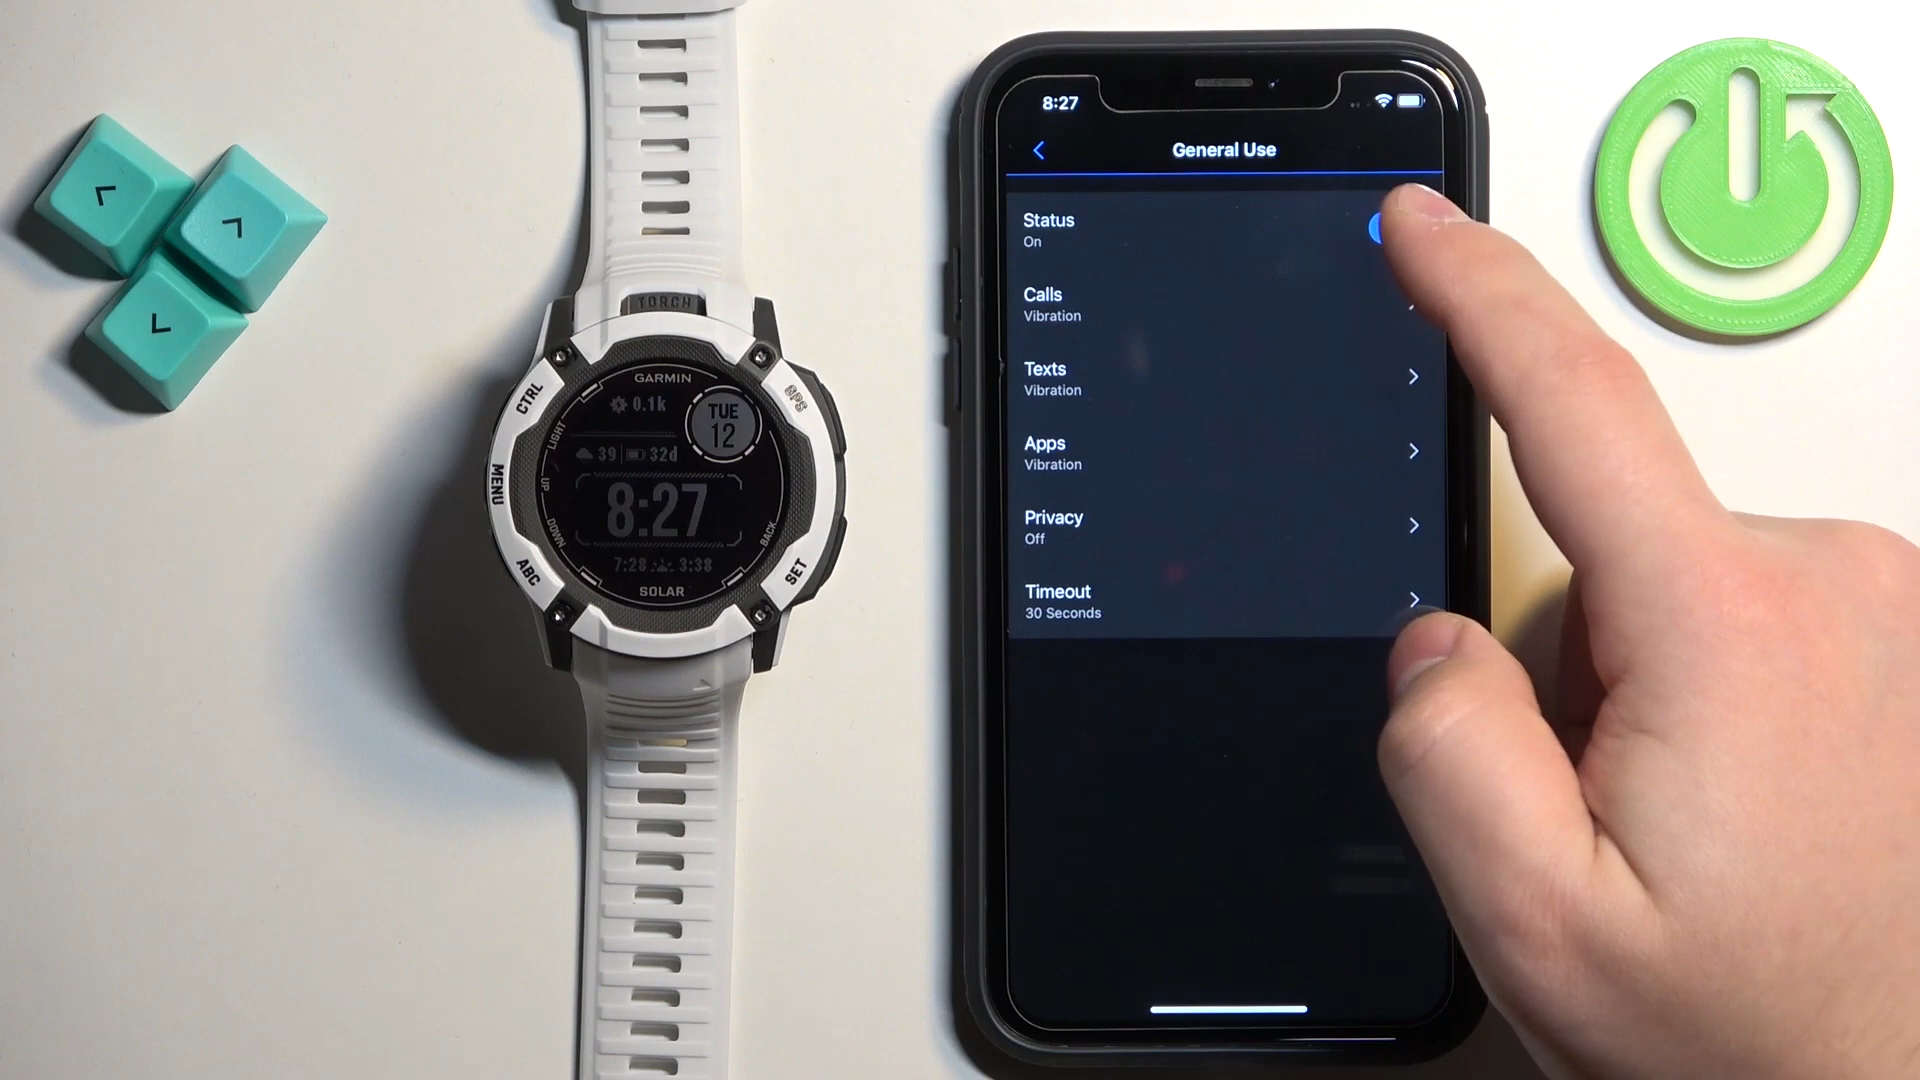 TORCH
CTRL
GPS
LIGHT
MENU
UP
DOWN
BACK
ABC
SET
GARMIN
0.1k
TUE
12
39
32d
8:27
7:28
3:38
SOLAR
8:27
General Use
Status
On
Calls
Vibration
Texts
Vibration
Apps
Vibration
Privacy
Off
Timeout
30 Seconds